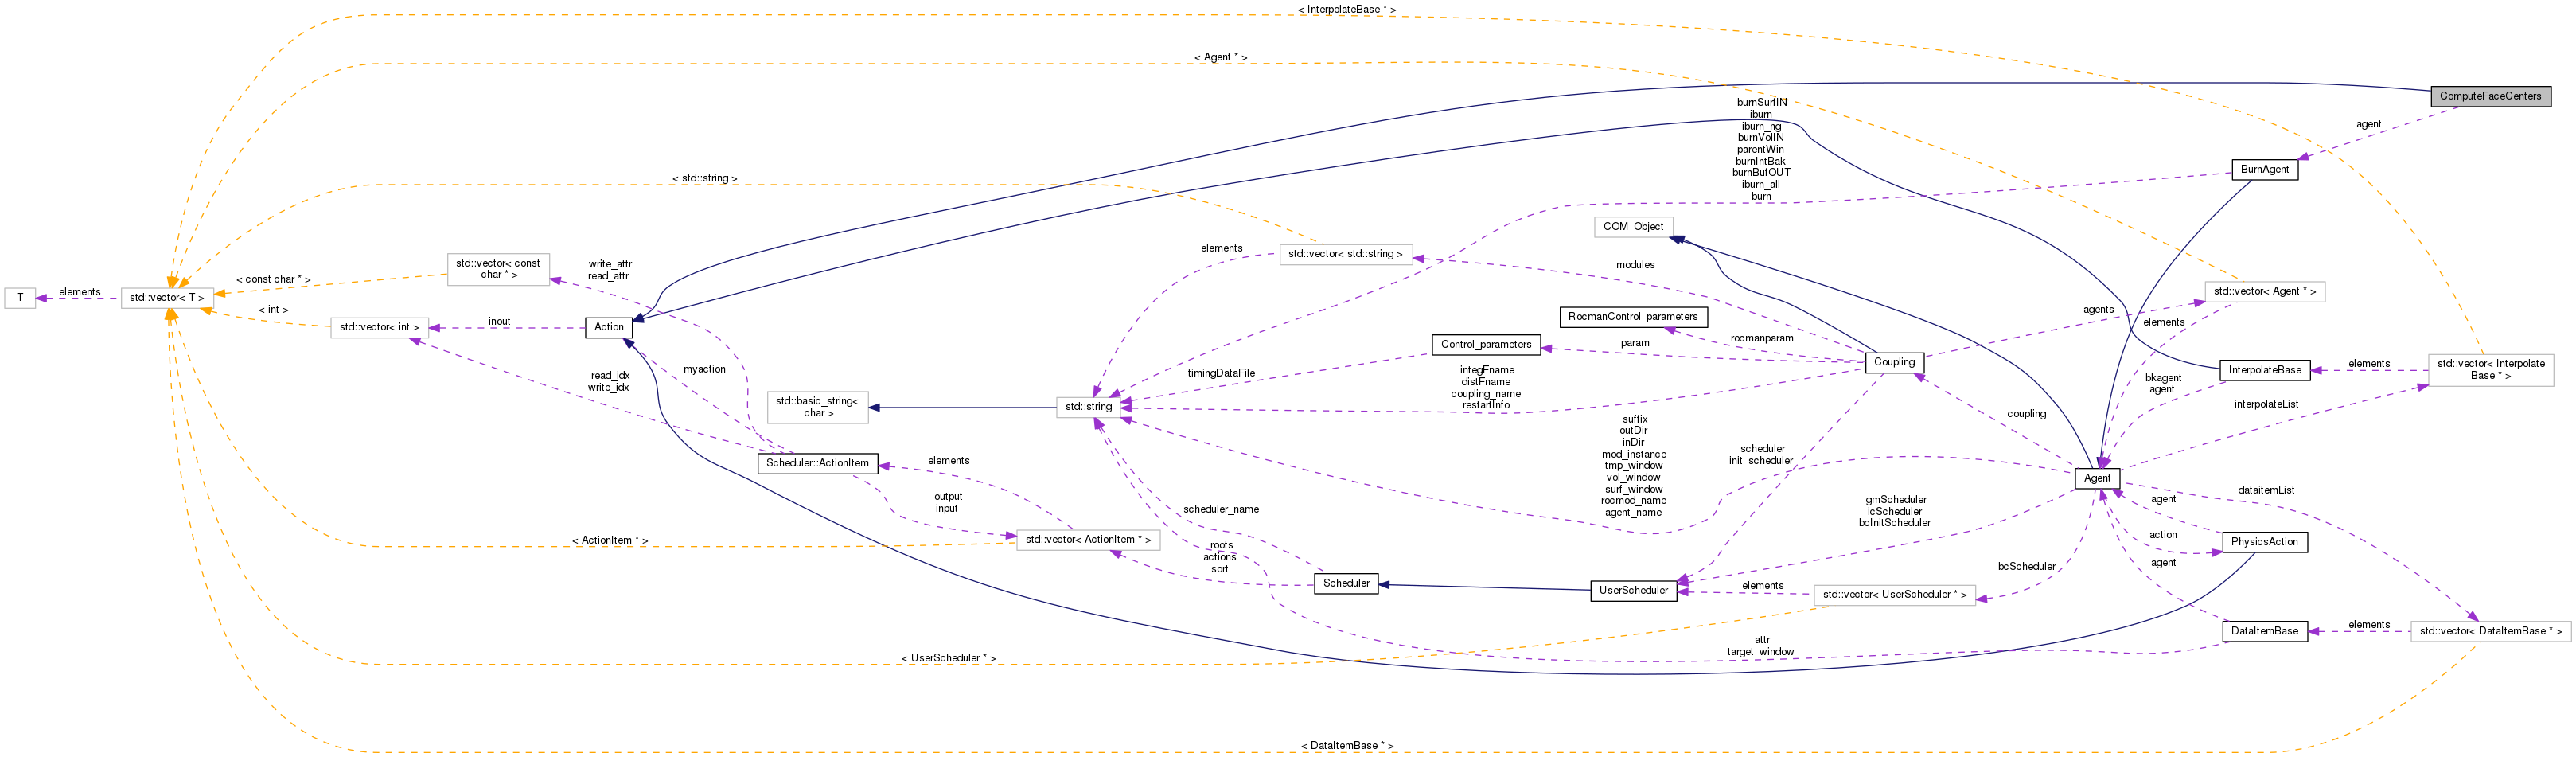 < InterpolateBase * >
< Agent * >
ComputeFaceCenters
burnSurfIN
iburn
iburn_ng
burnVolIN
parentWin
burnIntBak
burnBufOUT
iburn_all
burn
agent
BurnAgent
< std::string >
COM_Object
std::vector< std::string >
elements
modules
write_attr
read_attr
std::vector< const
char * >
< const char * >
T
elements
std::vector< T >
< int >
std::vector< int >
inout
Action
RocmanControl_parameters
rocmanparam
agents
std::vector< Agent * >
elements
Control_parameters
param
Coupling
timingDataFile
integFname
distFname
coupling_name
restartInfo
InterpolateBase
elements
std::vector< Interpolate
Base * >
bkagent
agent
interpolateList
myaction
read_idx
write_idx
std::basic_string<
char >
std::string
coupling
suffix
outDir
inDir
mod_instance
tmp_window
vol_window
surf_window
rocmod_name
agent_name
scheduler
init_scheduler
Scheduler::ActionItem
elements
Agent
dataitemList
output
input
scheduler_name
gmScheduler
icScheduler
bcInitScheduler
agent
< ActionItem * >
std::vector< ActionItem * >
action
PhysicsAction
roots
actions
sort
agent
bcScheduler
Scheduler
UserScheduler
elements
std::vector< UserScheduler * >
DataItemBase
elements
std::vector< DataItemBase * >
attr
target_window
< UserScheduler * >
< DataItemBase * >